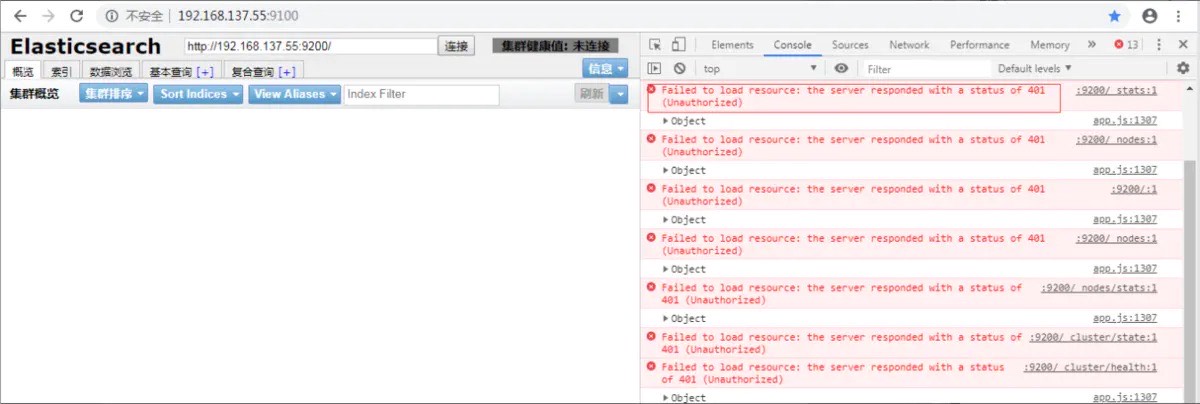 不安全 192.168.137.55:9100
Elasticsearch http://192.168.137.55:9200/ 连接 集群健康值: 未连接
概览 索引 数据浏览 基本查询 [+] 复合查询 [+] 信息
集群概览 集群排序 Sort Indices View Aliases Index Filter 刷新
Elements Console Sources Network Performance Memory » 13
top Filter Default levels
Failed to load resource: the server responded with a status of 401 :9200/_stats:1
(Unauthorized)
Object app.js:1307
Failed to load resource: the server responded with a status of 401 :9200/_nodes:1
(Unauthorized)
Object app.js:1307
Failed to load resource: the server responded with a status of 401 :9200/:1
(Unauthorized)
Object app.js:1307
Failed to load resource: the server responded with a status of 401 :9200/_nodes:1
(Unauthorized)
Object app.js:1307
Failed to load resource: the server responded with a status of :9200/_nodes/stats:1
401 (Unauthorized)
Object app.js:1307
Failed to load resource: the server responded with a status of :9200/_cluster/state:1
401 (Unauthorized)
Failed to load resource: the server responded with a status :9200/_cluster/health:1
of 401 (Unauthorized)
Object app.js:1307